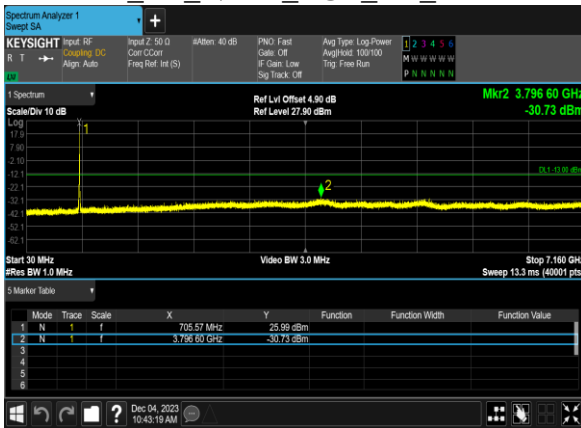 Spectrum Analyzer 1
Swept SA
+
KEYSIGHT Input: RF Input Z: 50 Ω #Atten: 40 dB PNO: Fast Avg Type: Log-Power 1 2 3 4 5 6
R T Coupling: DC Corr CCorr Gate: Off Avg|Hold: 100/100 M W W W W W
Align: Auto Freq Ref: Int (S) IF Gain: Low Trig: Free Run
Sig Track: Off P N N N N N
LV
1 Spectrum Ref Lvl Offset 4.90 dB Mkr2 3.796 60 GHz
Scale/Div 10 dB Ref Level 27.90 dBm -30.73 dBm
Log
1
17.9
7.90
-2.10
DL1 -13.00 dBm
-12.1
-22.1
2
-32.1
-42.1
-52.1
-62.1
Start 30 MHz Video BW 3.0 MHz Stop 7.160 GHz
#Res BW 1.0 MHz Sweep 13.3 ms (40001 pts
5 Marker Table
Mode Trace Scale X Y Function Function Width Function Value
1 N 1 f 705.57 MHz 25.99 dBm
2 N 1 f 3.796 60 GHz -30.73 dBm
3
4
5
6
? Dec 04, 2023
10:43:19 AM